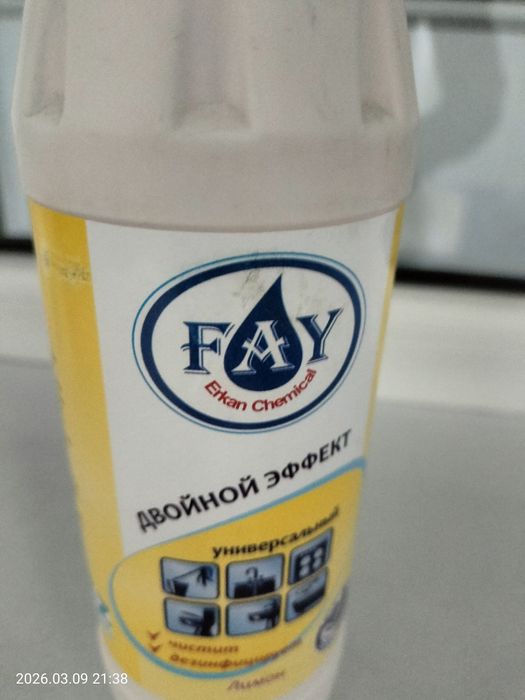 FAY
Erkan Chemical
ДВОЙНОЙ ЭФФЕКТ
универсальный
чистит
дезинфицирует
Лимон
2026.03.09 21:38